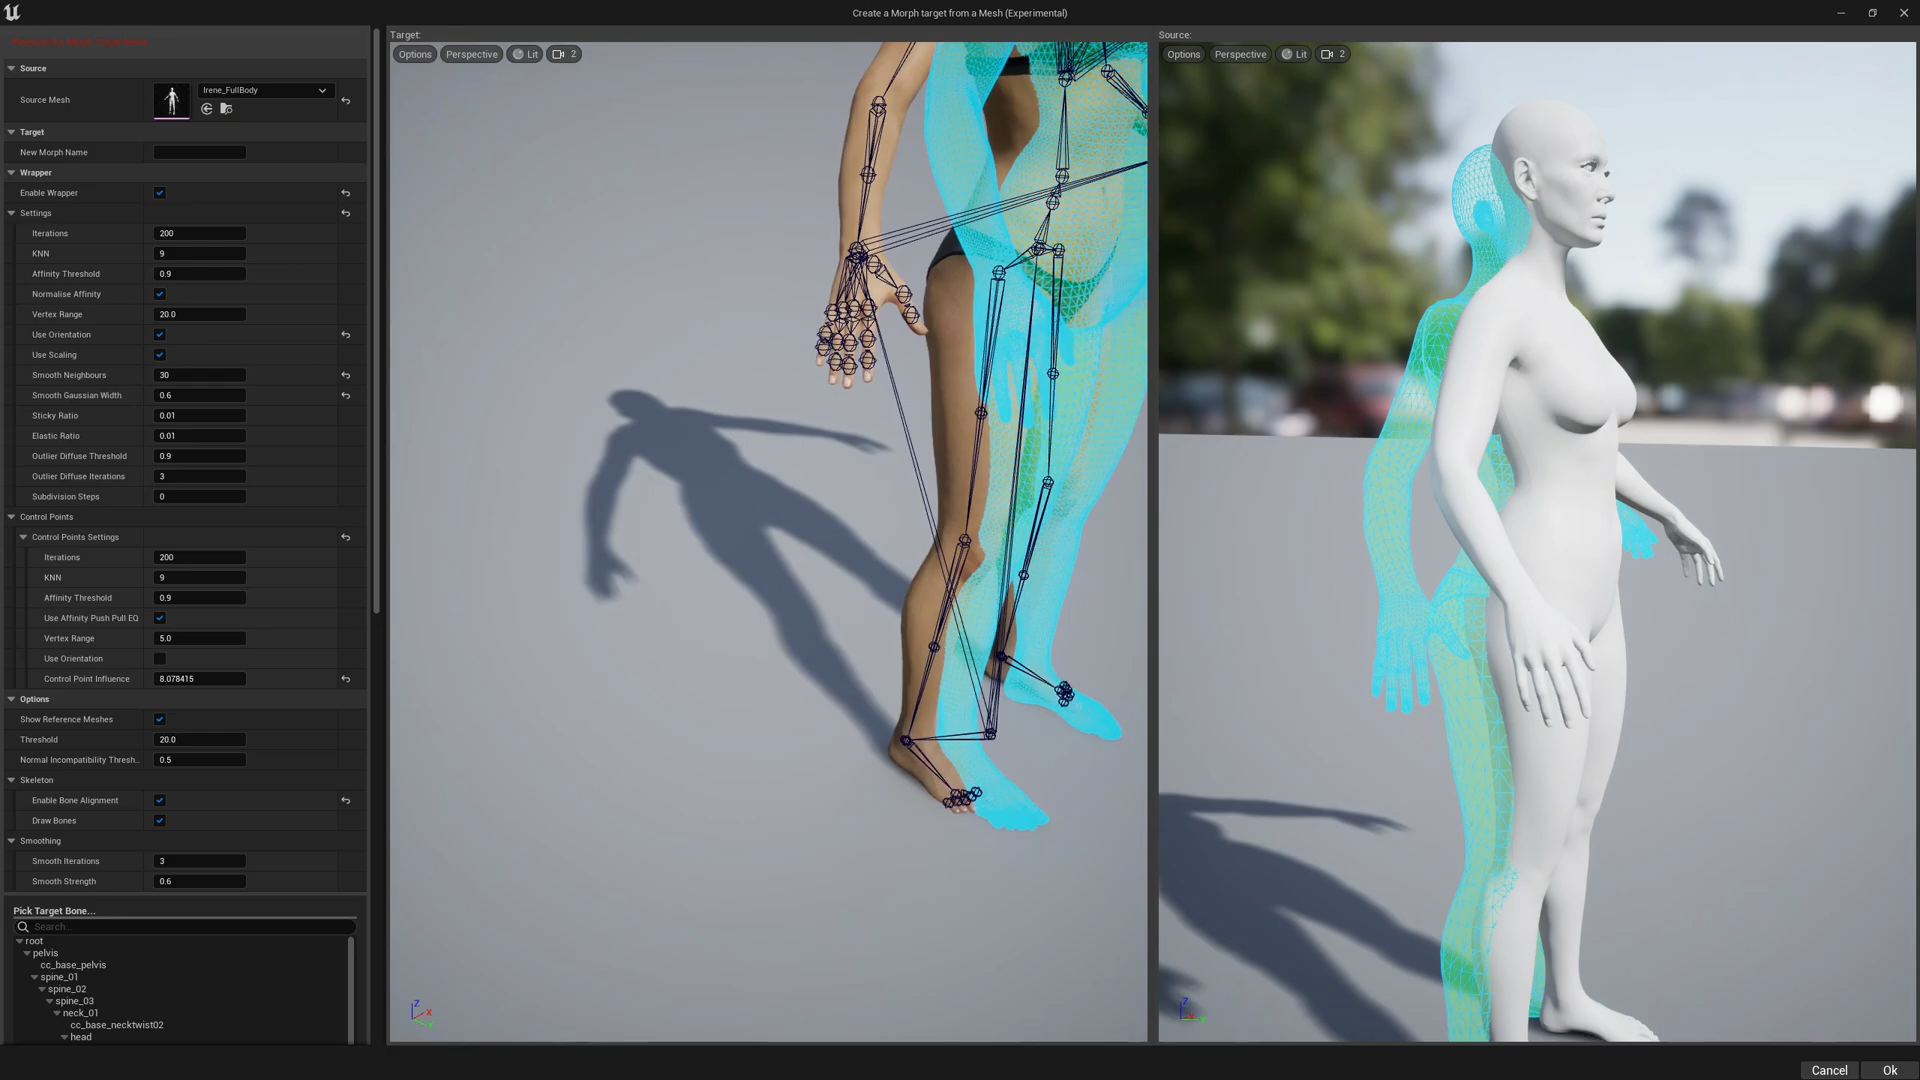 Create a Morph target from a Mesh (Experimental)
Source
Source Mesh
Irene_FullBody
Target
New Morph Name
Wrapper
Enable Wrapper
Settings
Iterations 200
KNN 9
Affinity Threshold 0.9
Normalise Affinity
Vertex Range 20.0
Use Orientation
Use Scaling
Smooth Neighbours 30
Smooth Gaussian Width 0.6
Sticky Ratio 0.01
Elastic Ratio 0.01
Outlier Diffuse Threshold 0.9
Outlier Diffuse Iterations 3
Subdivision Steps 0
Control Points
Control Points Settings
Iterations 200
KNN 9
Affinity Threshold 0.9
Use Affinity Push Pull EQ
Vertex Range 5.0
Use Orientation
Control Point Influence 8.078415
Options
Show Reference Meshes
Threshold 20.0
Normal Incompatibility Thresh... 0.5
Skeleton
Enable Bone Alignment
Draw Bones
Smoothing
Smooth Iterations 3
Smooth Strength 0.6
Pick Target Bone...
Search...
root
pelvis
cc_base_pelvis
spine_01
spine_02
spine_03
neck_01
cc_base_necktwist02
head
Target:
Options Perspective Lit 2
Z
X
Y
Source:
Options Perspective Lit 2
Z
X
Y
Cancel Ok